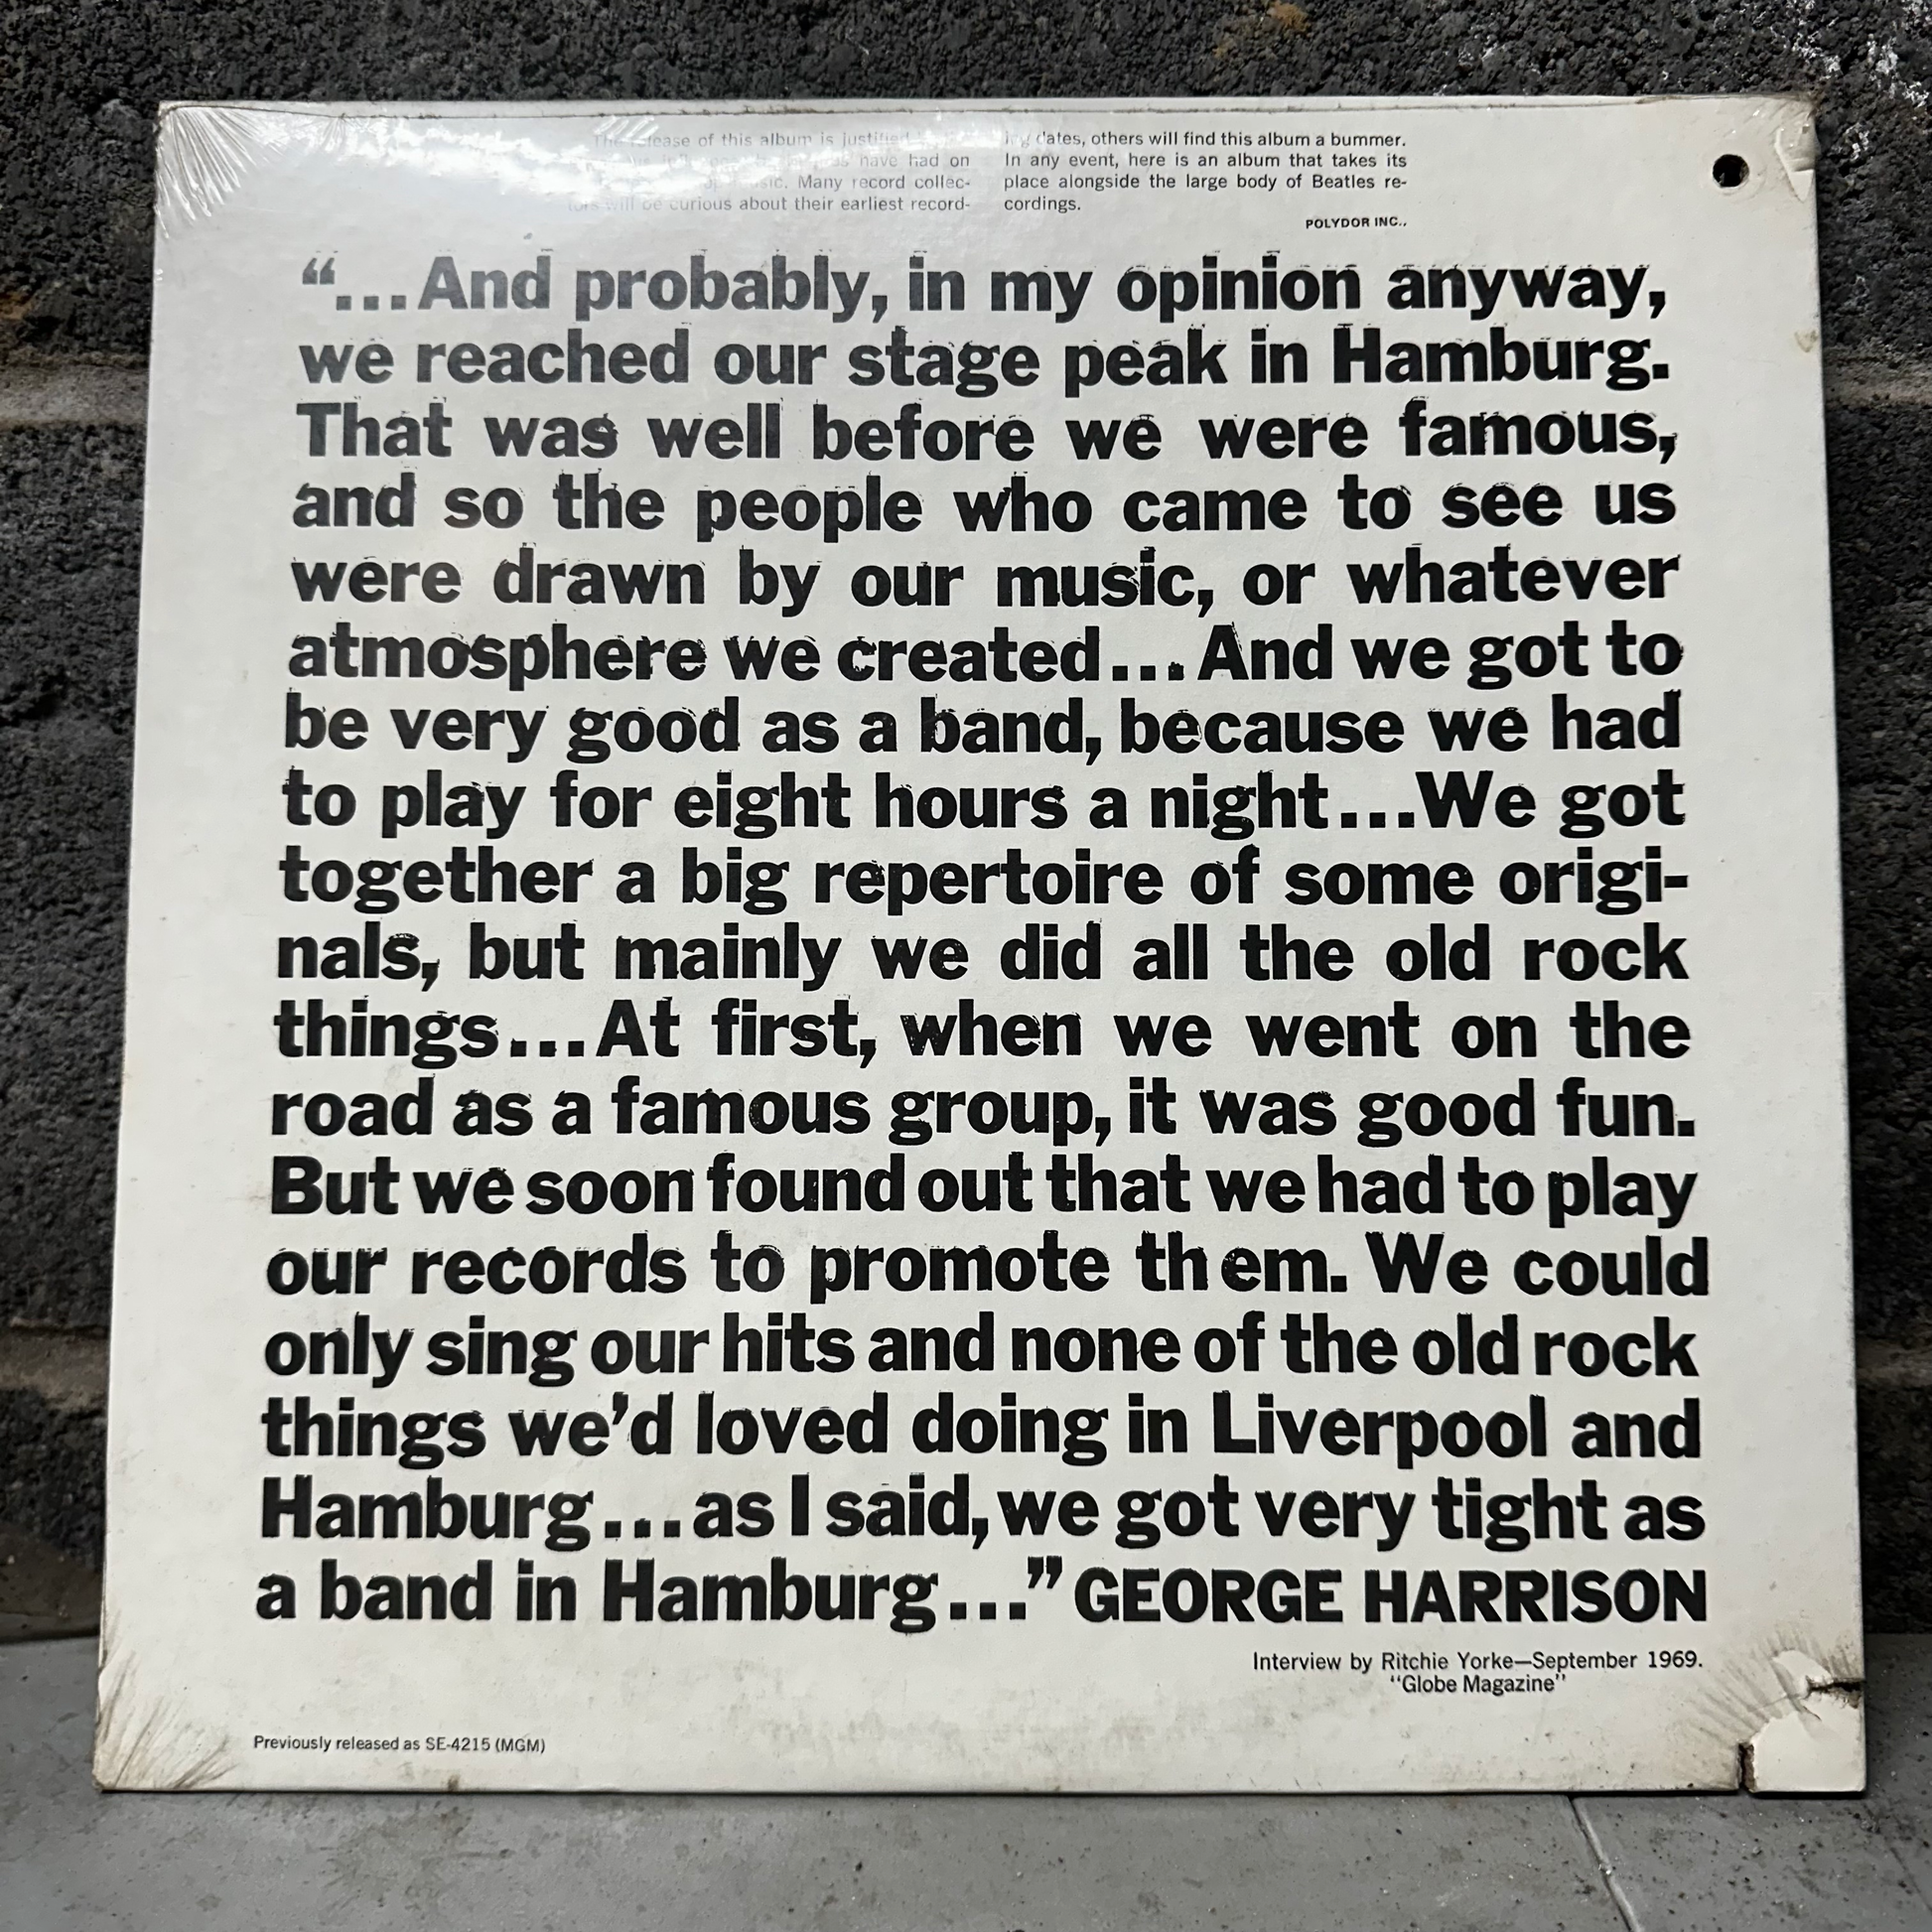 The release of this album is justified
have had on
music. Many record collec-
tors will be curious about their earliest record-
ing dates, others will find this album a bummer.
In any event, here is an album that takes its
place alongside the large body of Beatles re-
cordings.
POLYDOR INC.,
“...And probably, in my opinion anyway,
we reached our stage peak in Hamburg.
That was well before we were famous,
and so the people who came to see us
were drawn by our music, or whatever
atmosphere we created...And we got to
be very good as a band, because we had
to play for eight hours a night...We got
together a big repertoire of some origi-
nals, but mainly we did all the old rock
things...At first, when we went on the
road as a famous group, it was good fun.
But we soon found out that we had to play
our records to promote them. We could
only sing our hits and none of the old rock
things we’d loved doing in Liverpool and
Hamburg...as I said, we got very tight as
a band in Hamburg...” GEORGE HARRISON
Interview by Ritchie Yorke—September 1969.
“Globe Magazine”
Previously released as SE-4215 (MGM)